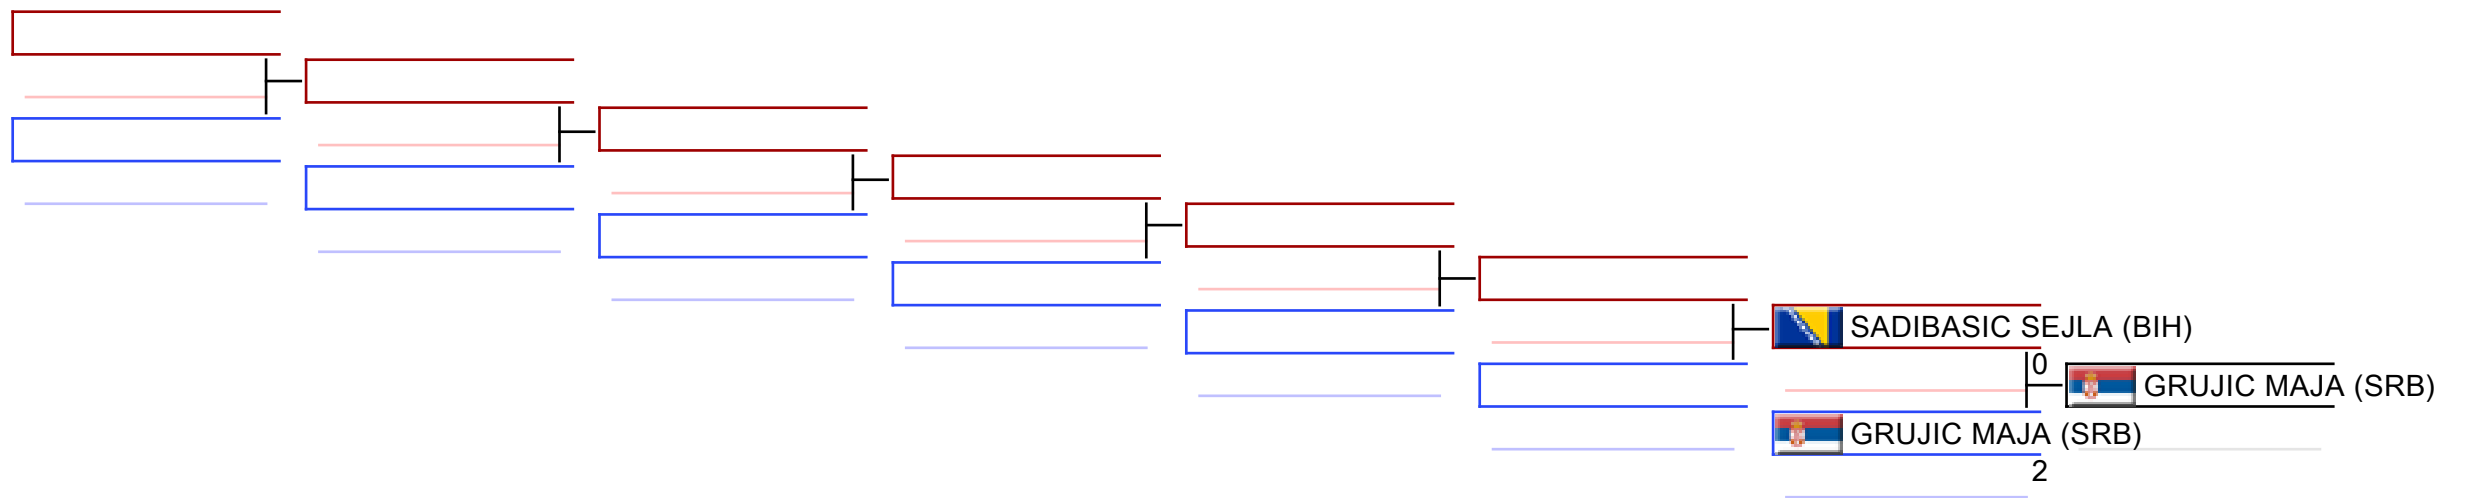 SADIBASIC SEJLA (BIH)
0
GRUJIC MAJA (SRB)
GRUJIC MAJA (SRB)
2